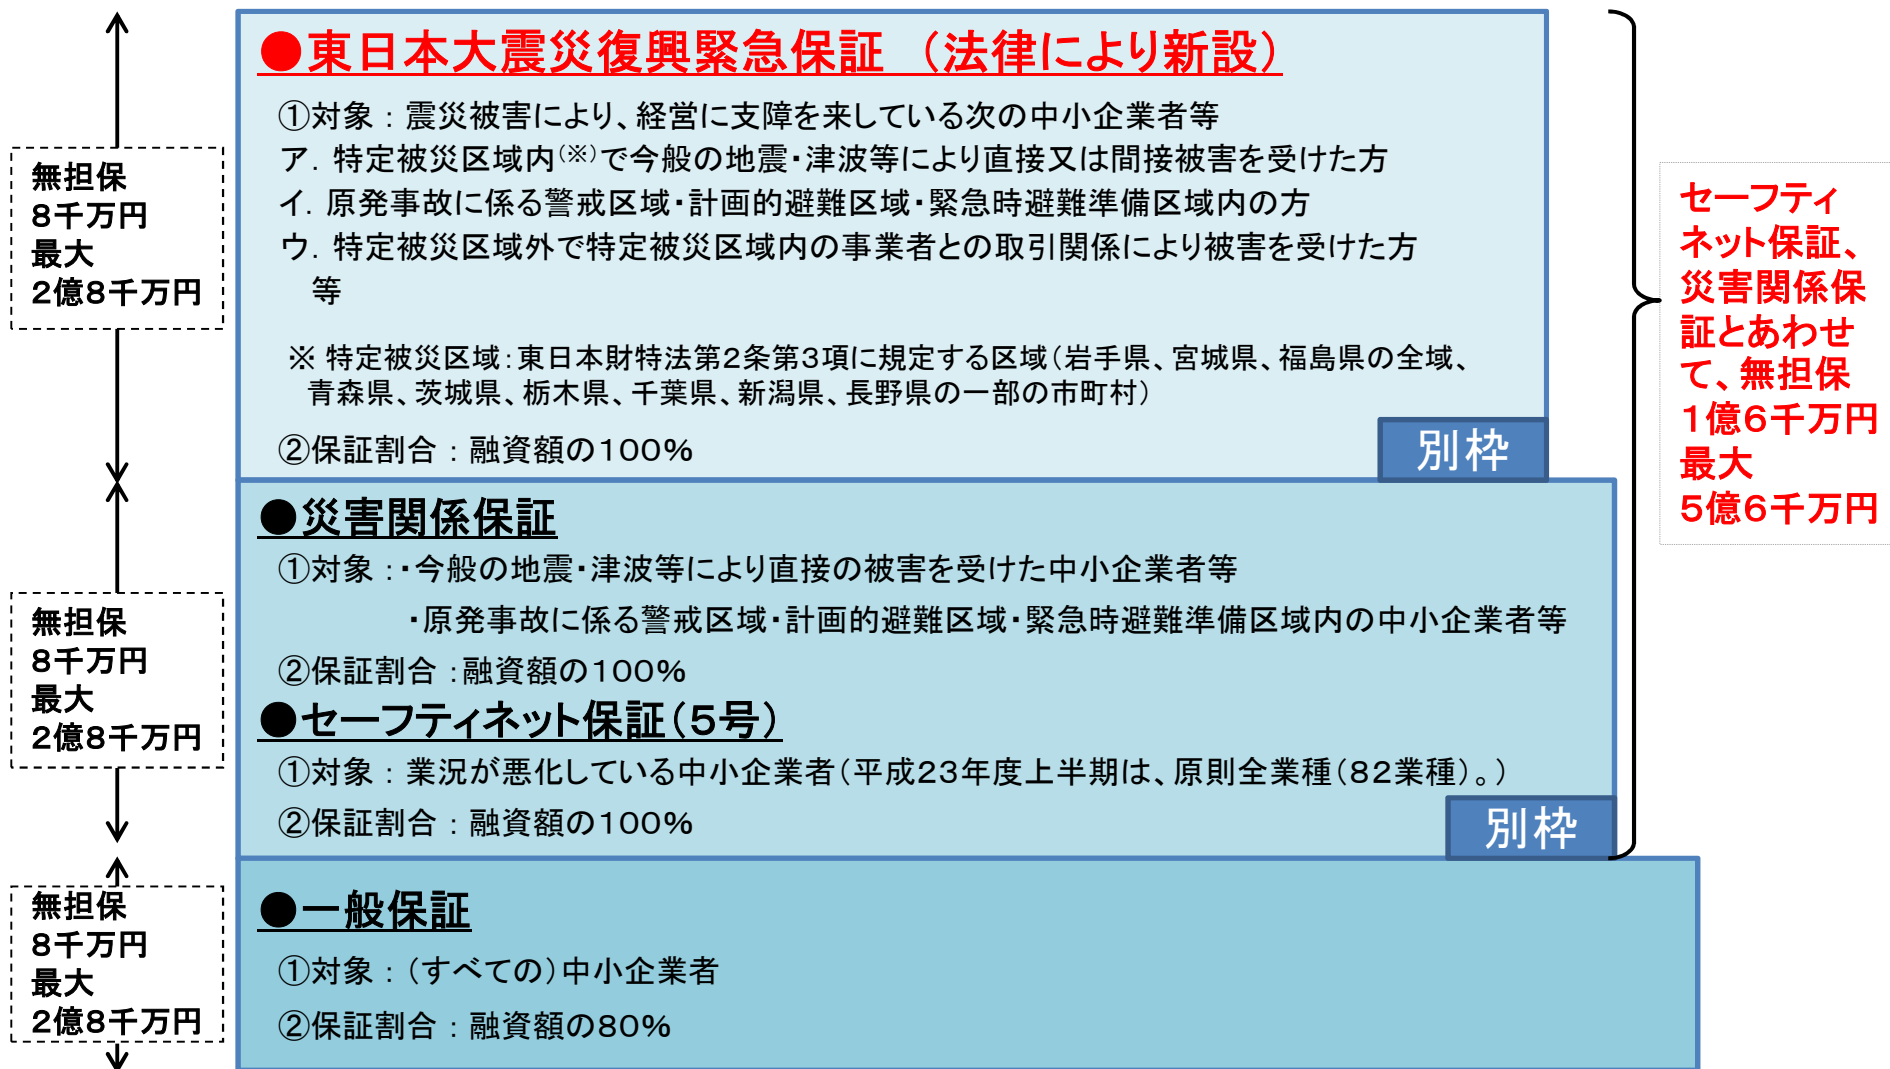 ●東日本大震災復興緊急保証　（法律により新設）
①対象：震災被害により、経営に支障を来している次の中小企業者等
ア．特定被災区域内(※)で今般の地震・津波等により直接又は間接被害を受けた方
イ．原発事故に係る警戒区域・計画的避難区域・緊急時避難準備区域内の方
ウ．特定被災区域外で特定被災区域内の事業者との取引関係により被害を受けた方
等
※ 特定被災区域：東日本財特法第２条第３項に規定する区域（岩手県、宮城県、福島県の全域、
青森県、茨城県、栃木県、千葉県、新潟県、長野県の一部の市町村）
②保証割合：融資額の１００％
別枠
無担保
８千万円
最大
２億８千万円
●災害関係保証
①対象：・今般の地震・津波等により直接の被害を受けた中小企業者等
・原発事故に係る警戒区域・計画的避難区域・緊急時避難準備区域内の中小企業者等
②保証割合：融資額の１００％
●セーフティネット保証（５号）
①対象：業況が悪化している中小企業者（平成２３年度上半期は、原則全業種（８２業種）。）
②保証割合：融資額の１００％
別枠
無担保
８千万円
最大
２億８千万円
●一般保証
①対象：（すべての）中小企業者
②保証割合：融資額の８０％
無担保
８千万円
最大
２億８千万円
セーフティ
ネット保証、
災害関係保
証とあわせ
て、無担保
１億６千万円
最大
５億６千万円